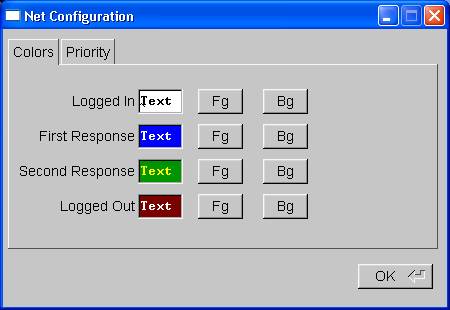 Net Configuration
Colors Priority
Logged In Text Fg Bg
First Response Text Fg Bg
Second Response Text Fg Bg
Logged Out Text Fg Bg
OK